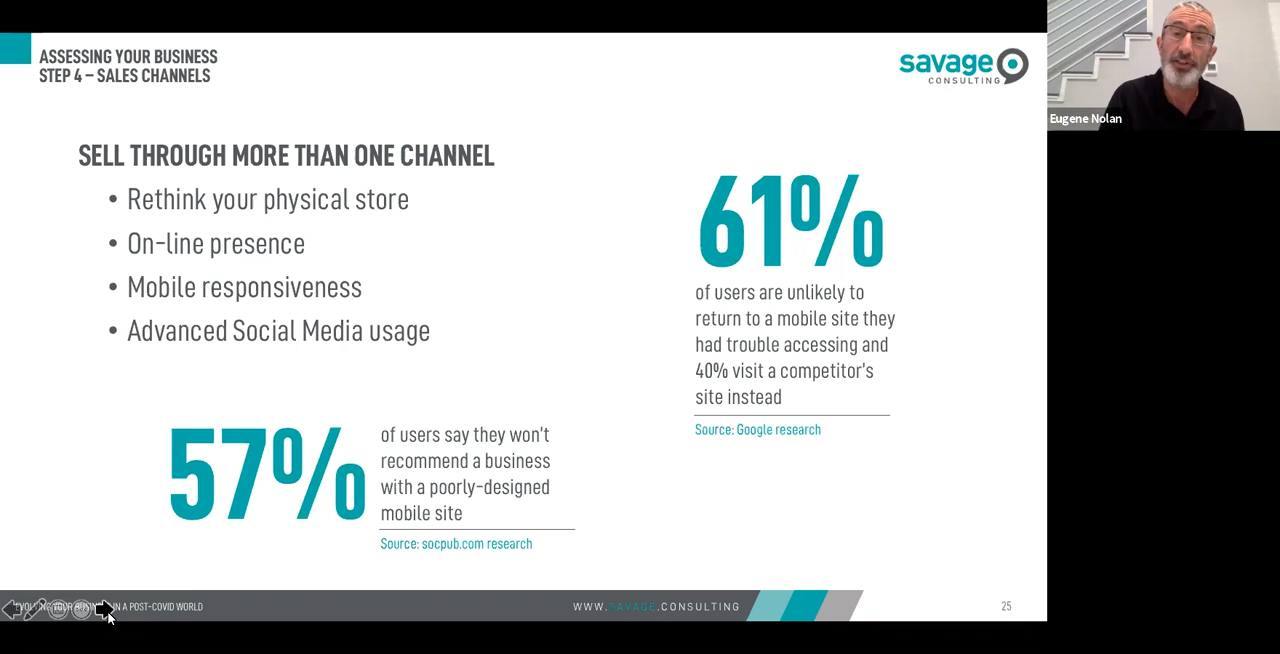 ASSESSING YOUR BUSINESS
STEP 4 – SALES CHANNELS
savage
CONSULTING
Eugene Nolan
SELL THROUGH MORE THAN ONE CHANNEL
• Rethink your physical store
• On-line presence
• Mobile responsiveness
• Advanced Social Media usage
61%
of users are unlikely to
return to a mobile site they
had trouble accessing and
40% visit a competitor's
site instead
Source: Google research
57%
of users say they won't
recommend a business
with a poorly-designed
mobile site
Source: socpub.com research
IN A POST-COVID WORLD
WWW.SAVAGE.CONSULTING
25